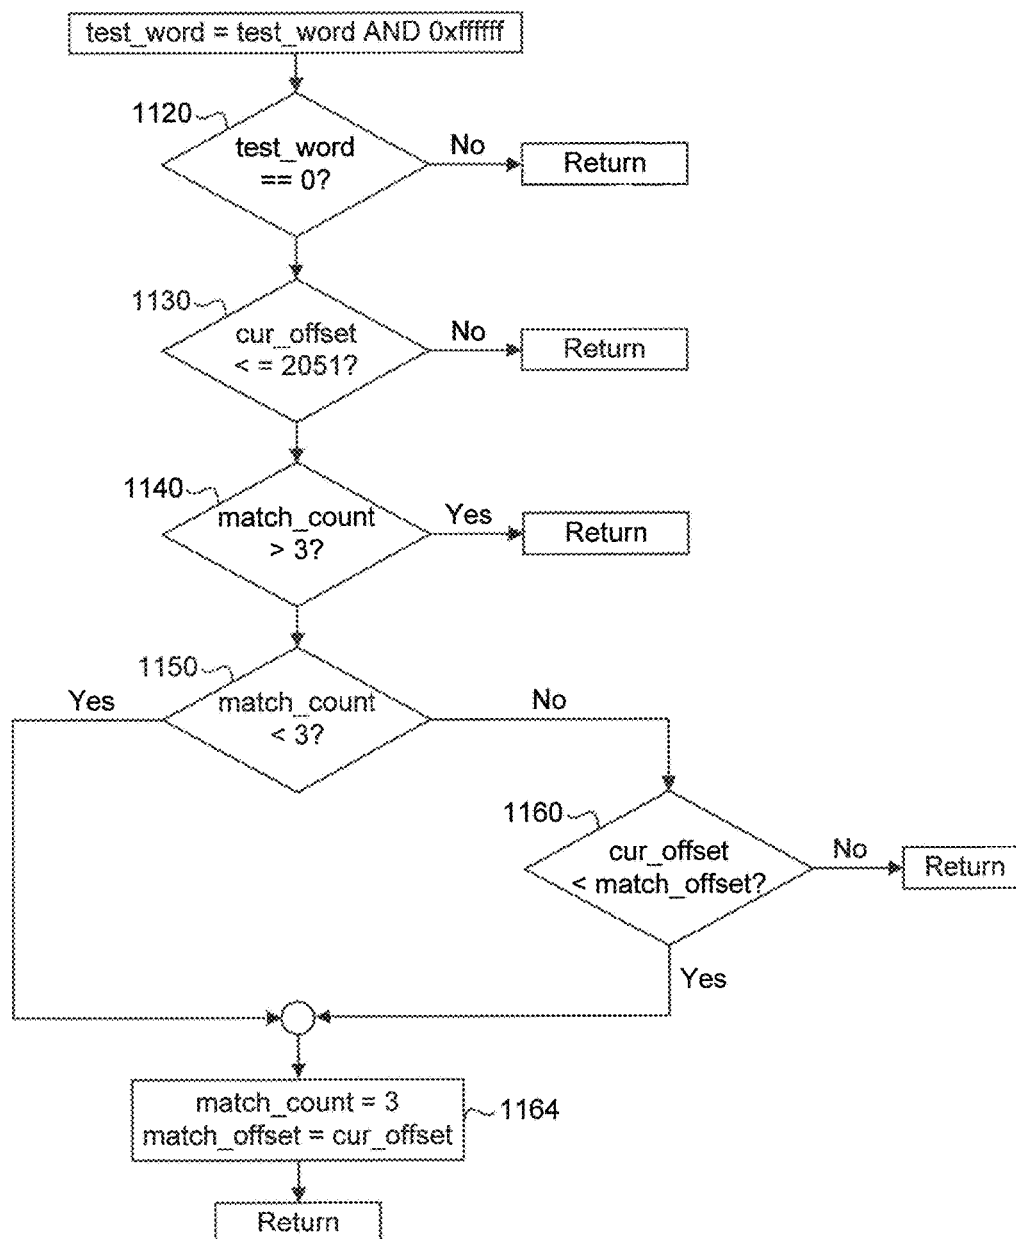 test_word = test_word AND 0xffffff
1120
test_word
== 0?
No
Return
1130
cur_offset
< = 2051?
No
Return
1140
match_count
> 3?
Yes
Return
1150
Yes
match_count
< 3?
No
1160
cur_offset
< match_offset?
No
Return
Yes
match_count = 3
match_offset = cur_offset
1164
Return